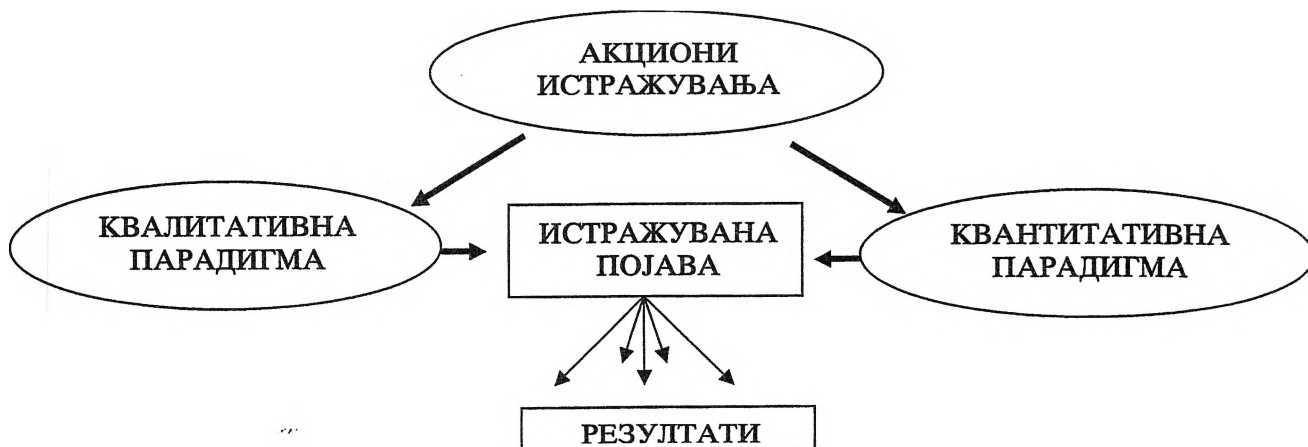 АКЦИОНИ
ИСТРАЖУВАЊА
КВАЛИТАТИВНА
ПАРАДИГМА
ИСТРАЖУВАНА
ПОЈАВА
КВАНТИТАТИВНА
ПАРАДИГМА
РЕЗУЛТАТИ